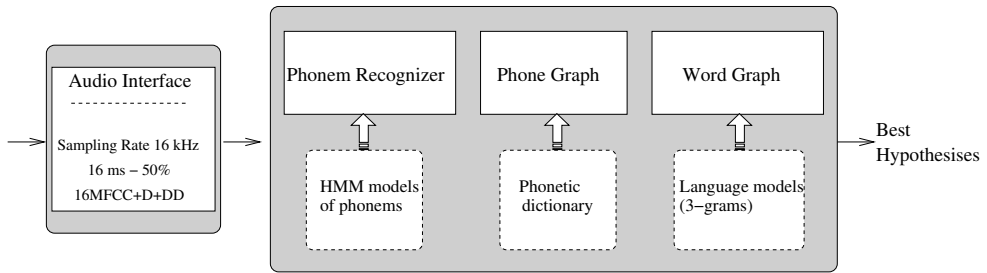 Audio Interface
Sampling Rate 16 kHz
16 ms − 50%
16MFCC+D+DD
Phonem Recognizer
Phone Graph
Word Graph
HMM models
of phonems
Phonetic
dictionary
Language models
(3−grams)
Best
Hypothesises